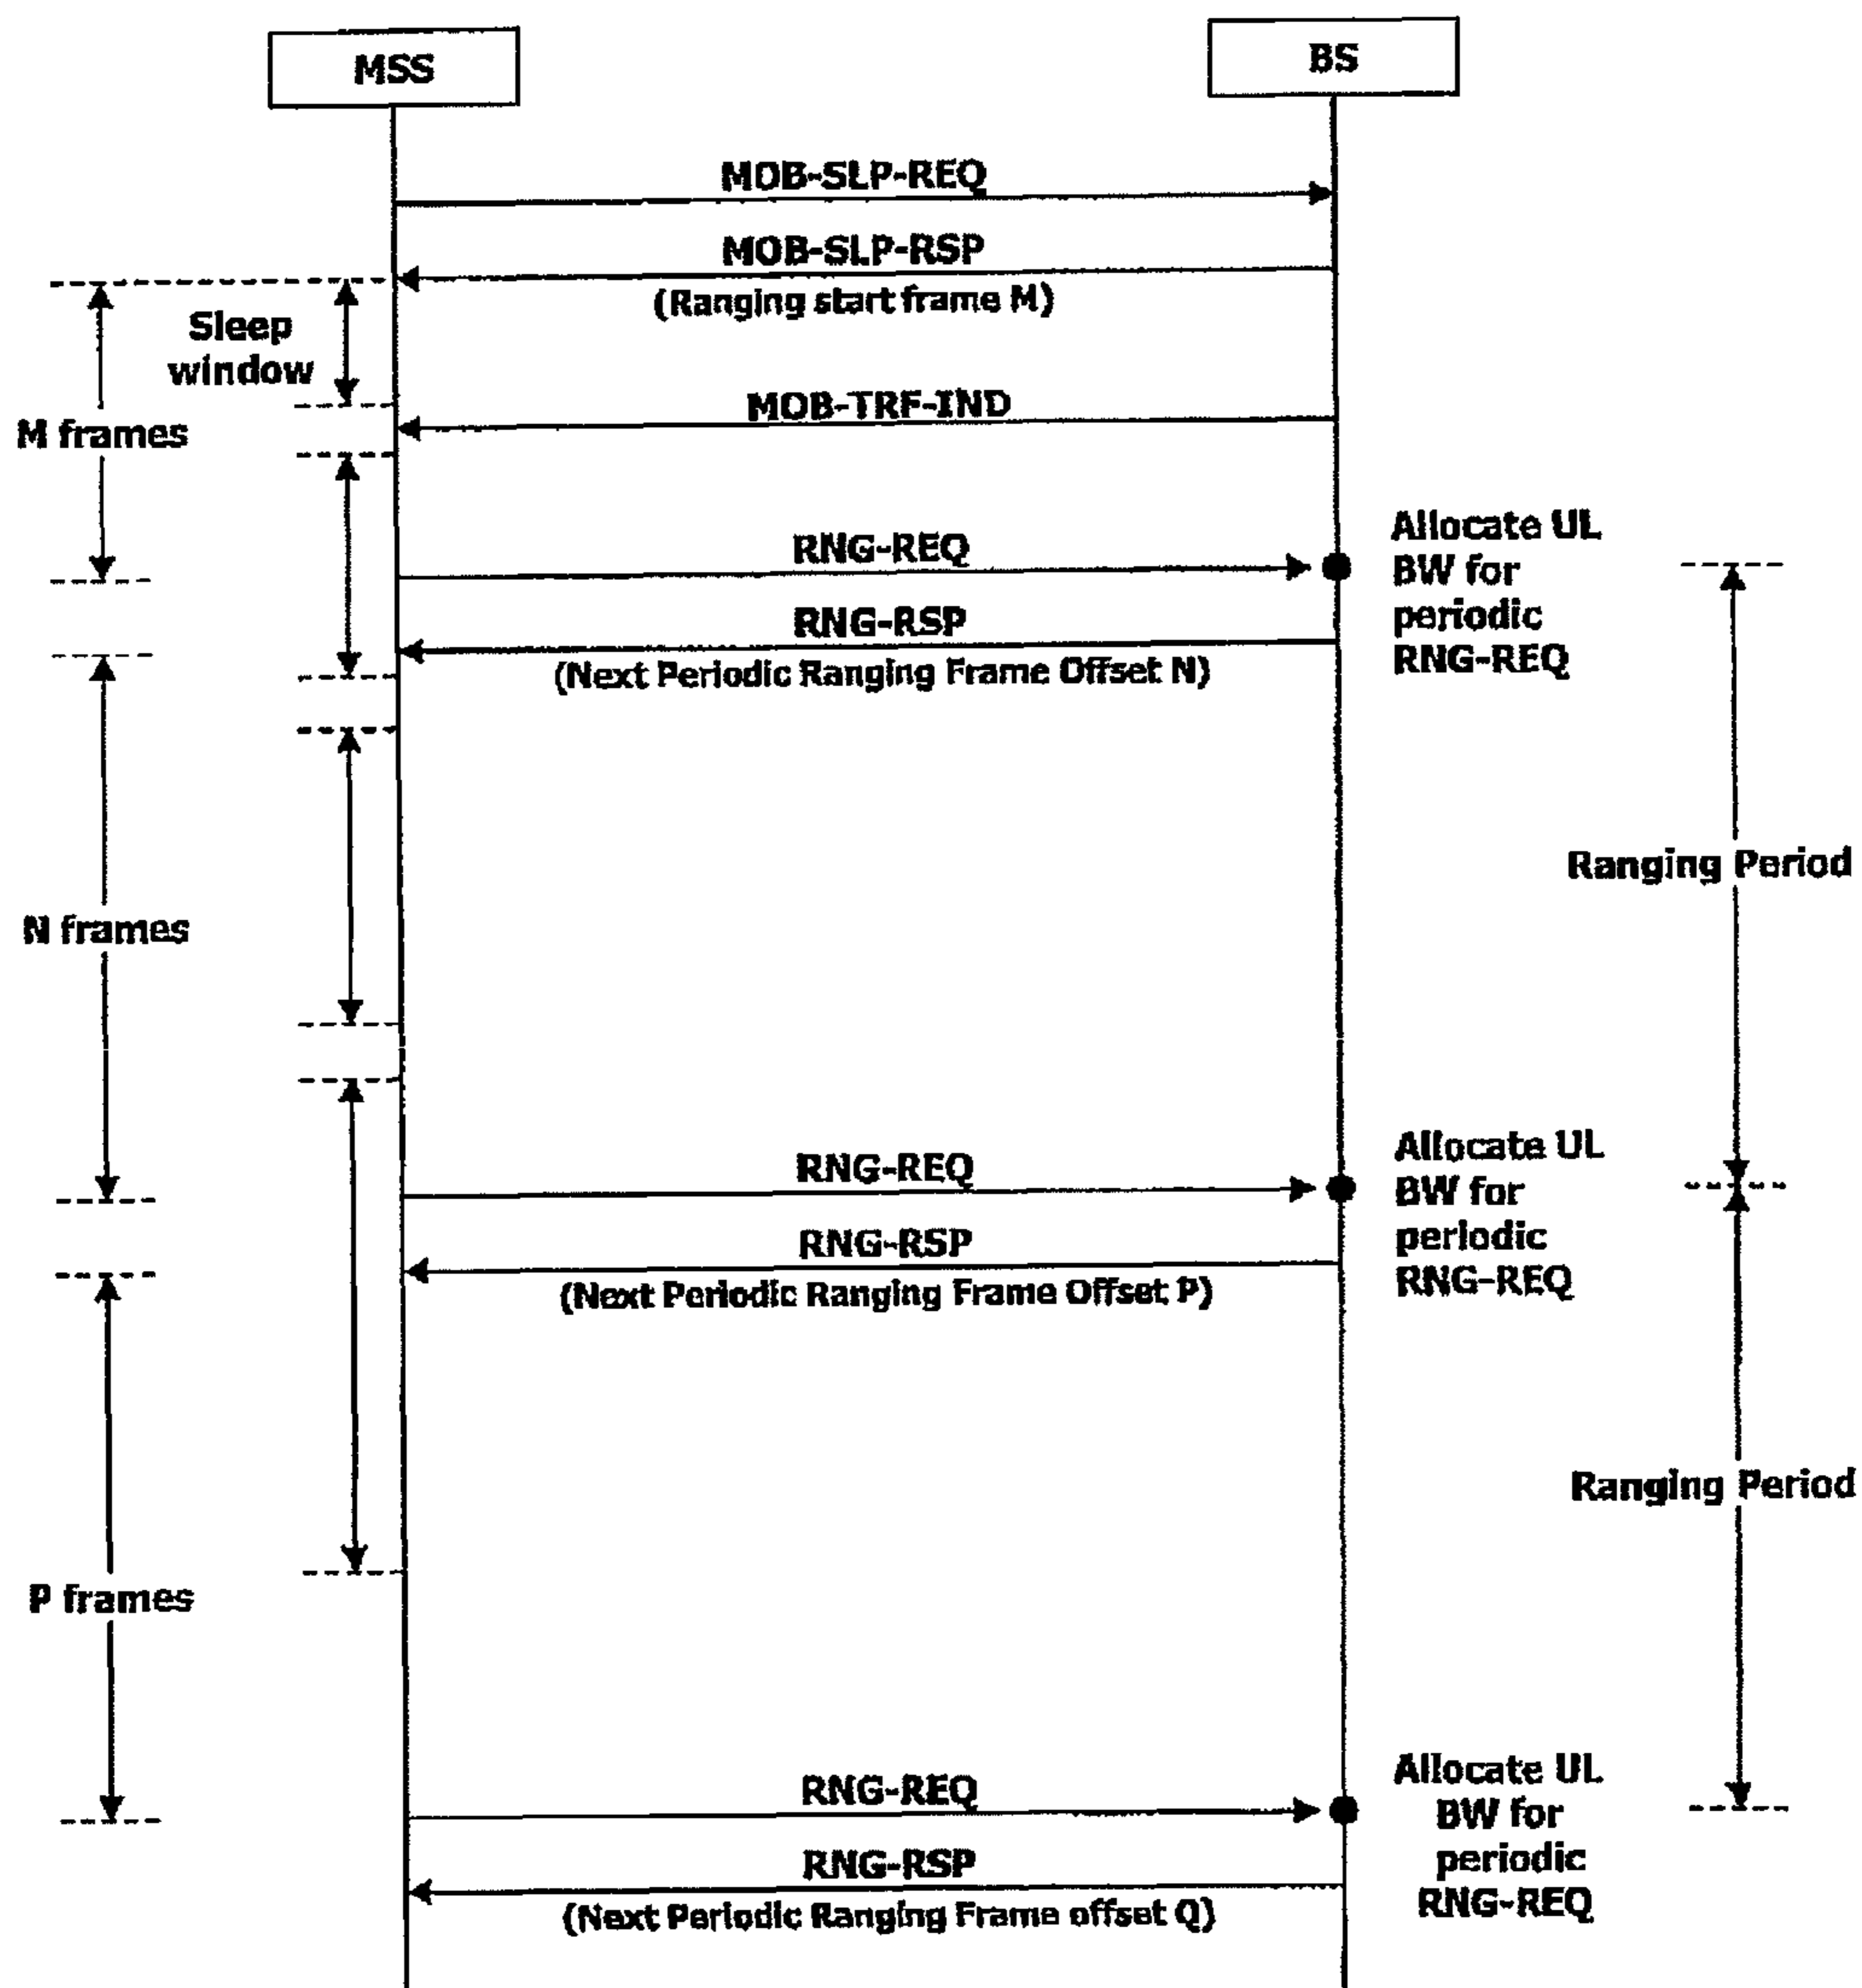 MSS
BS
MOB-SLP-REQ
MOB-SLP-RSP
(Ranging start frame M)
Sleep
window
MOB-TRF-IND
M frames
Allocate UL
BW for
periodic
RNG-REQ
RNG-REQ
RNG-RSP
(Next Periodic Ranging Frame Offset N)
Ranging Period
N frames
Allocate UL
BW for
periodic
RNG-REQ
RNG-REQ
RNG-RSP
(Next Periodic Ranging Frame Offset P)
Ranging Period
P frames
Allocate UL
BW for
periodic
RNG-REQ
RNG-REQ
RNG-RSP
(Next Periodic Ranging Frame offset Q)